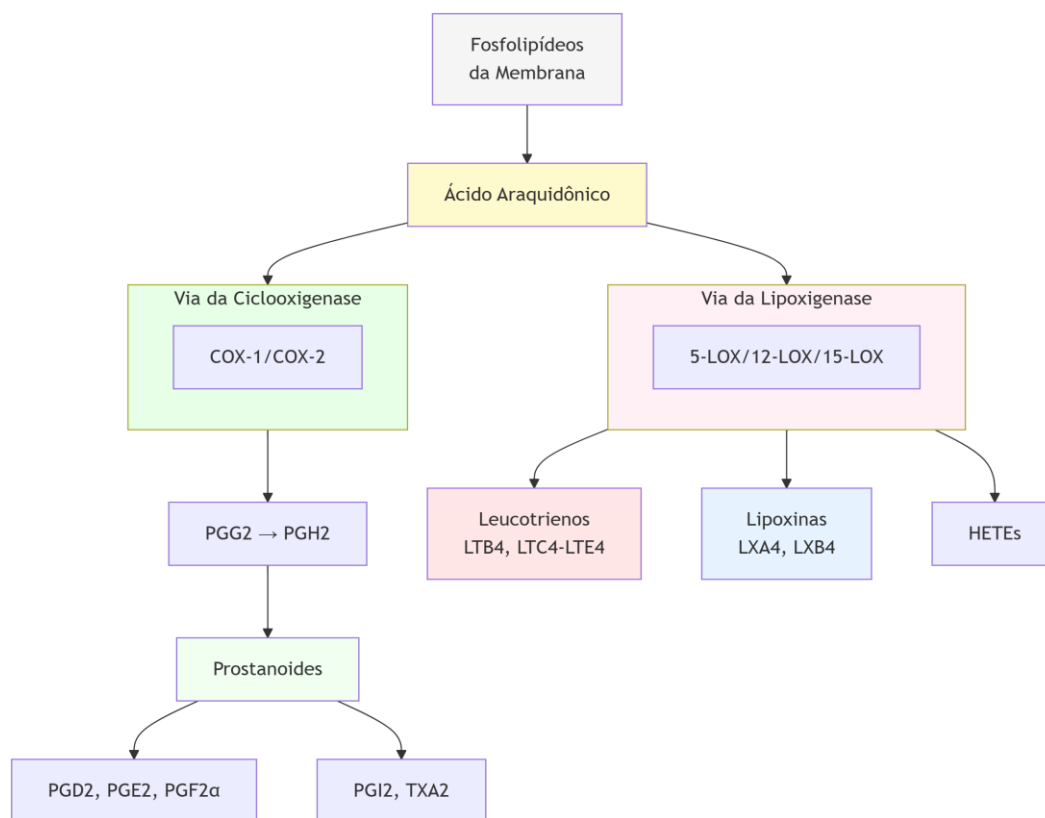 Fosfolipídeos
da Membrana
Ácido Araquidônico
Via da Ciclooxigenase
COX-1/COX-2
Via da Lipoxigenase
5-LOX/12-LOX/15-LOX
PGG2 → PGH2
Leucotrienos
LTB4, LTC4-LTE4
Lipoxinas
LXA4, LXB4
HETEs
Prostanoides
PGD2, PGE2, PGF2α
PGI2, TXA2